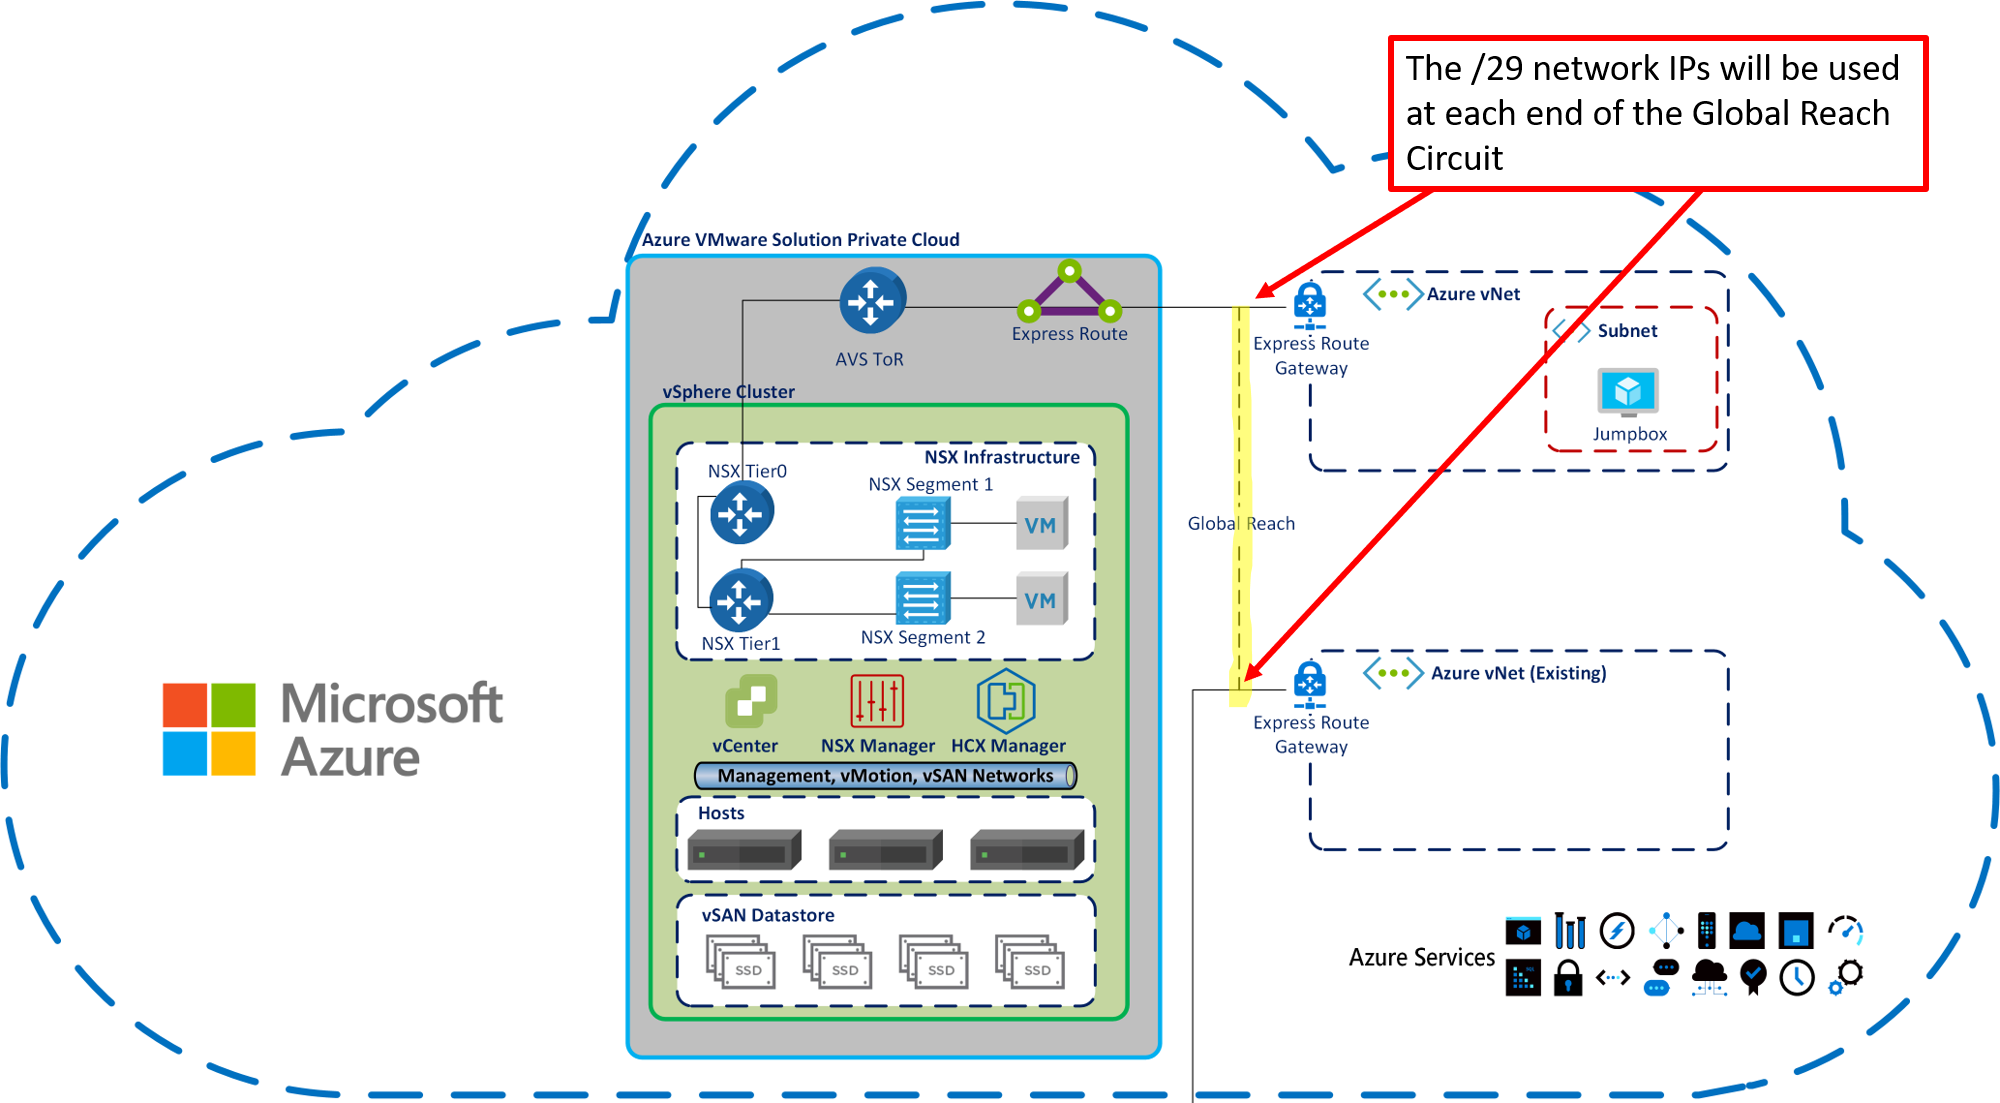 The /29 network IPs will be used
at each end of the Global Reach
Circuit
Azure VMware Solution Private Cloud
AVS ToR
Express Route
Express Route
Gateway
Azure vNet
Subnet
Jumpbox
vSphere Cluster
NSX Infrastructure
NSX Tier0
NSX Segment 1
VM
Global Reach
VM
NSX Tier1
NSX Segment 2
Microsoft
Azure
vCenter
NSX Manager
HCX Manager
Management, vMotion, vSAN Networks
Azure vNet (Existing)
Express Route
Gateway
Hosts
vSAN Datastore
SSD
SSD
SSD
SSD
Azure Services